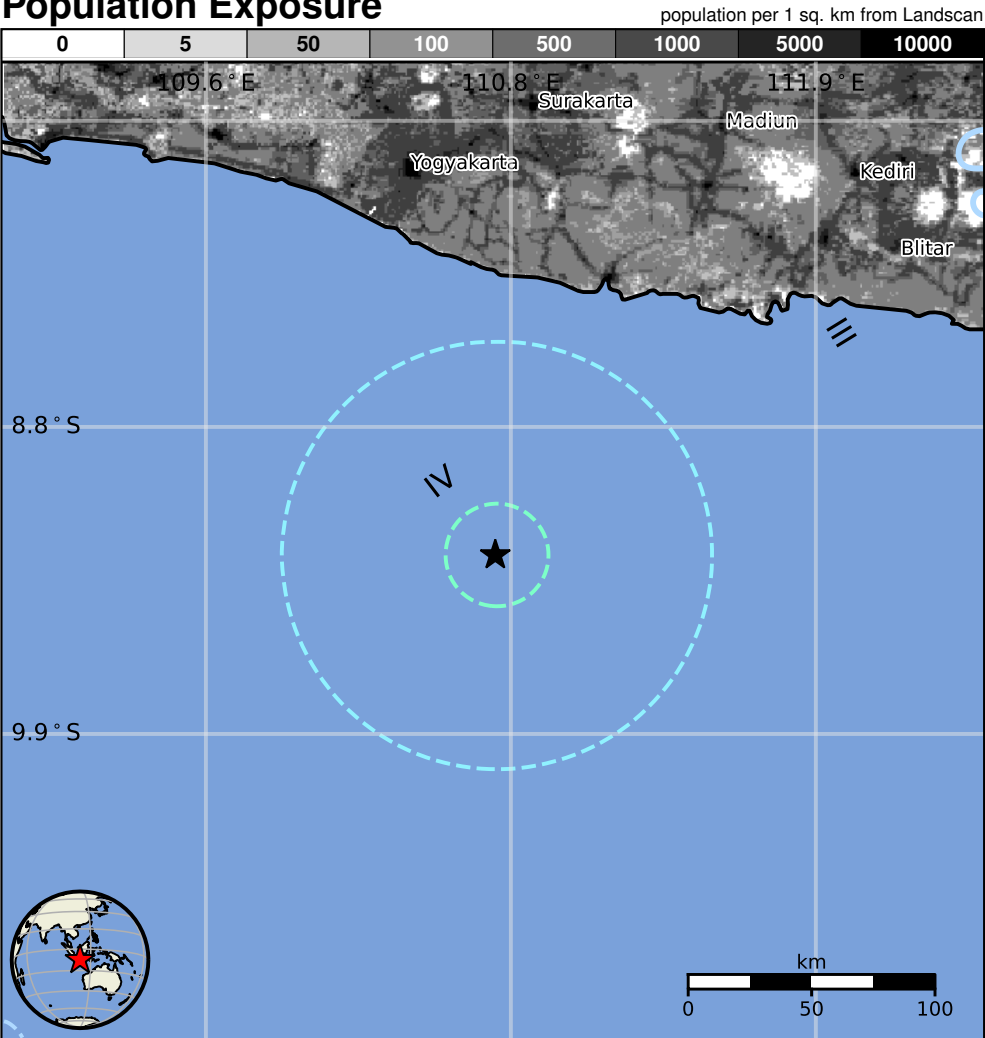 Population Exposure
population per 1 sq. km from Landscan
0 5 50 100 500 1000 5000 10000
109.6°E 110.8°E 111.9°E
Surakarta
Madiun
Yogyakarta
Kediri
Blitar
III
8.8°S
IV
9.9°S
km
0 50 100